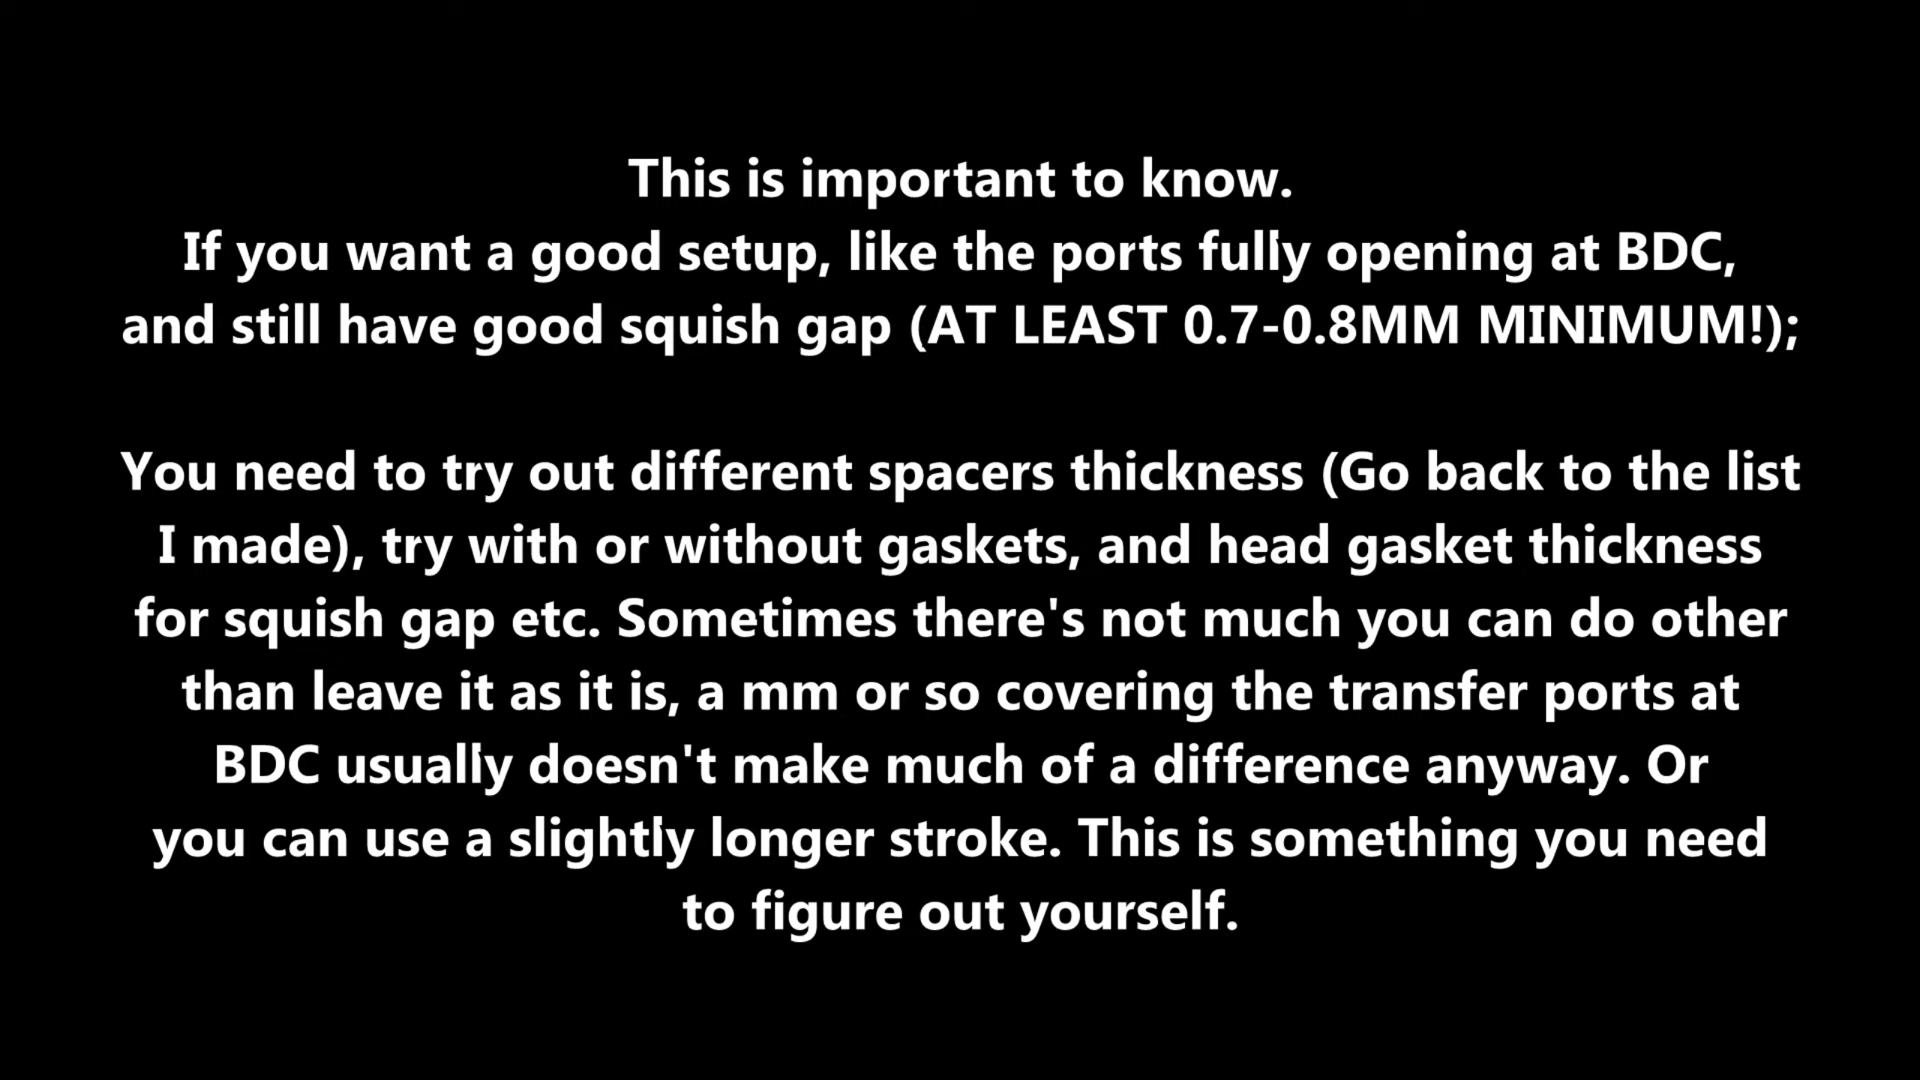 This is important to know.
If you want a good setup, like the ports fully opening at BDC,
and still have good squish gap (AT LEAST 0.7-0.8MM MINIMUM!);
You need to try out different spacers thickness (Go back to the list
I made), try with or without gaskets, and head gasket thickness
for squish gap etc. Sometimes there's not much you can do other
than leave it as it is, a mm or so covering the transfer ports at
BDC usually doesn't make much of a difference anyway. Or
you can use a slightly longer stroke. This is something you need
to figure out yourself.